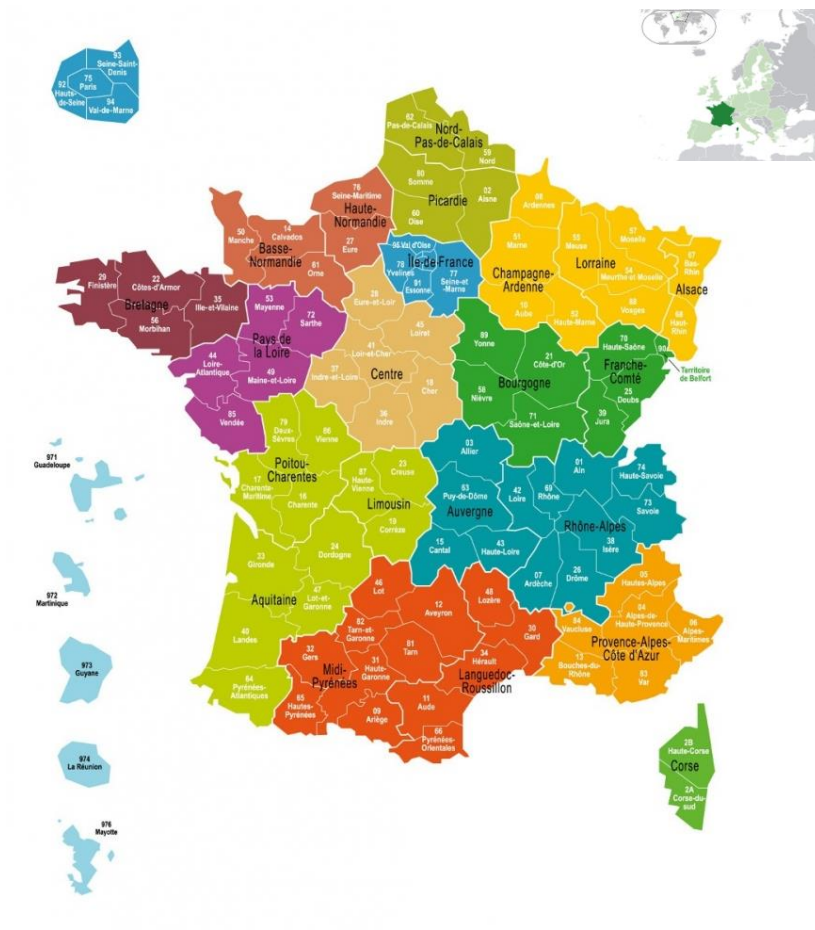 93
Seine-Saint-
Denis
75
Paris
92
Hauts-
de-Seine
94
Val-de-Marne
62
Pas-de-Calais
Nord-
Pas-de-Calais
59
Nord
80
Somme
02
Aisne
Picardie
60
Oise
76
Seine-Maritime
Haute-
Normandie
27
Eure
50
Manche
14
Calvados
Basse-
Normandie
61
Orne
95 Val d'Oise
Île-de-France
78
Yvelines
91
Essonne
77
Seine-et
-Marne
08
Ardennes
51
Marne
Champagne-
Ardenne
10
Aube
52
Haute-Marne
55
Meuse
57
Moselle
Lorraine
54
Meurthe et Moselle
88
Vosges
67
Bas-
Rhin
Alsace
68
Haut-
Rhin
29
Finistère
22
Côtes-d'Armor
Bretagne
35
Ille-et-Vilaine
56
Morbihan
53
Mayenne
72
Sarthe
Pays de
la Loire
44
Loire-
Atlantique
49
Maine-et-Loire
85
Vendée
28
Eure-et-Loir
45
Loiret
41
Loir-et-Cher
37
Indre-et-Loire
Centre
18
Cher
36
Indre
89
Yonne
21
Côte-d'Or
Bourgogne
58
Nièvre
71
Saône-et-Loire
70
Haute-Saône
90
Territoire
de Belfort
Franche-
Comté
25
Doubs
39
Jura
79
Deux-
Sèvres
86
Vienne
Poitou-
Charentes
17
Charente-
Maritime
16
Charente
23
Creuse
87
Haute-
Vienne
Limousin
19
Corrèze
03
Allier
63
Puy-de-Dôme
Auvergne
15
Cantal
43
Haute-Loire
42
Loire
69
Rhône
01
Ain
74
Haute-Savoie
73
Savoie
Rhône-Alpes
38
Isère
07
Ardèche
26
Drôme
33
Gironde
24
Dordogne
47
Lot-et-
Garonne
Aquitaine
40
Landes
64
Pyrénées-
Atlantiques
46
Lot
12
Aveyron
82
Tarn-et-
Garonne
81
Tarn
32
Gers
31
Haute-
Garonne
Midi-
Pyrénées
65
Hautes-
Pyrénées
09
Ariège
48
Lozère
30
Gard
34
Hérault
Languedoc-
Roussillon
11
Aude
66
Pyrénées-
Orientales
05
Hautes-Alpes
84
Vaucluse
04
Alpes-de-
Haute-Provence
06
Alpes-
Maritimes
Provence-Alpes-
Côte d'Azur
13
Bouches-du-
Rhône
83
Var
2B
Haute-Corse
Corse
2A
Corse-du-
sud
971
Guadeloupe
972
Martinique
973
Guyane
974
La Réunion
976
Mayotte